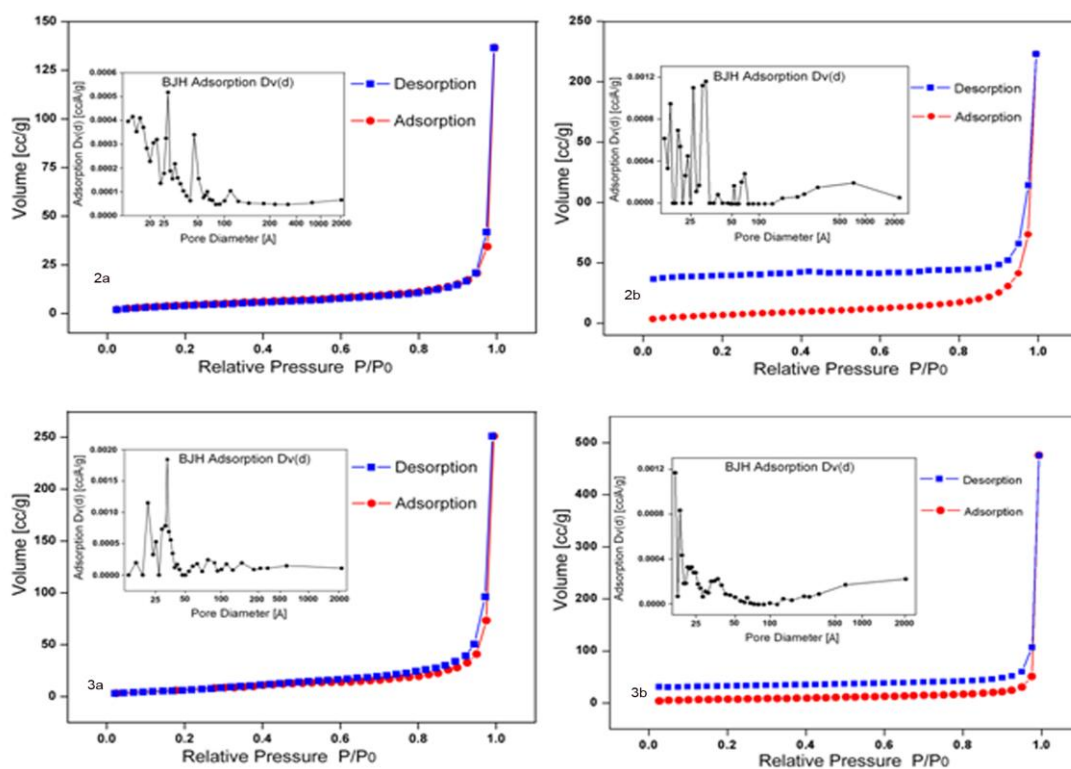 150
125
100
75
50
25
0
Volume [cc/g]
0.0 0.2 0.4 0.6 0.8 1.0
Relative Pressure P/P0
2a
Desorption
Adsorption
BJH Adsorption Dv(d)
Adsorption Dv(d) [cc/Å/g]
0.0006
0.0005
0.0004
0.0003
0.0002
0.0001
0.0000
20 25 50 100 200 400 1000 2000
Pore Diameter [Å]
250
200
150
00
50
0
Volume [cc/g]
0.0 0.2 0.4 0.6 0.8 1.0
Relative Pressure P/P0
2b
Desorption
Adsorption
BJH Adsorption Dv(d)
Adsorption Dv(d) [cc/Å/g]
0.0012
0.0008
0.0004
0.0000
25 50 100 500 1000 2000
Pore Diameter [Å]
250
200
150
100
50
0
Volume [cc/g]
0.0 0.2 0.4 0.6 0.8 1.0
Relative Pressure P/P0
3a
Desorption
Adsorption
BJH Adsorption Dv(d)
Adsorption Dv(d) [cc/Å/g]
0.0020
0.0015
0.0010
0.0005
0.0000
25 50 100 200 500 1000 2000
Pore Diameter [Å]
500
400
300
200
100
0
Volume [cc/g]
0.0 0.2 0.4 0.6 0.8 1.0
Relative Pressure P/P0
3b
Desorption
Adsorption
BJH Adsorption Dv(d)
Adsorption Dv(d) [cc/Å/g]
0.0012
0.0008
0.0004
0.0000
25 50 100 200 500 1000 2000
Pore Diameter [Å]